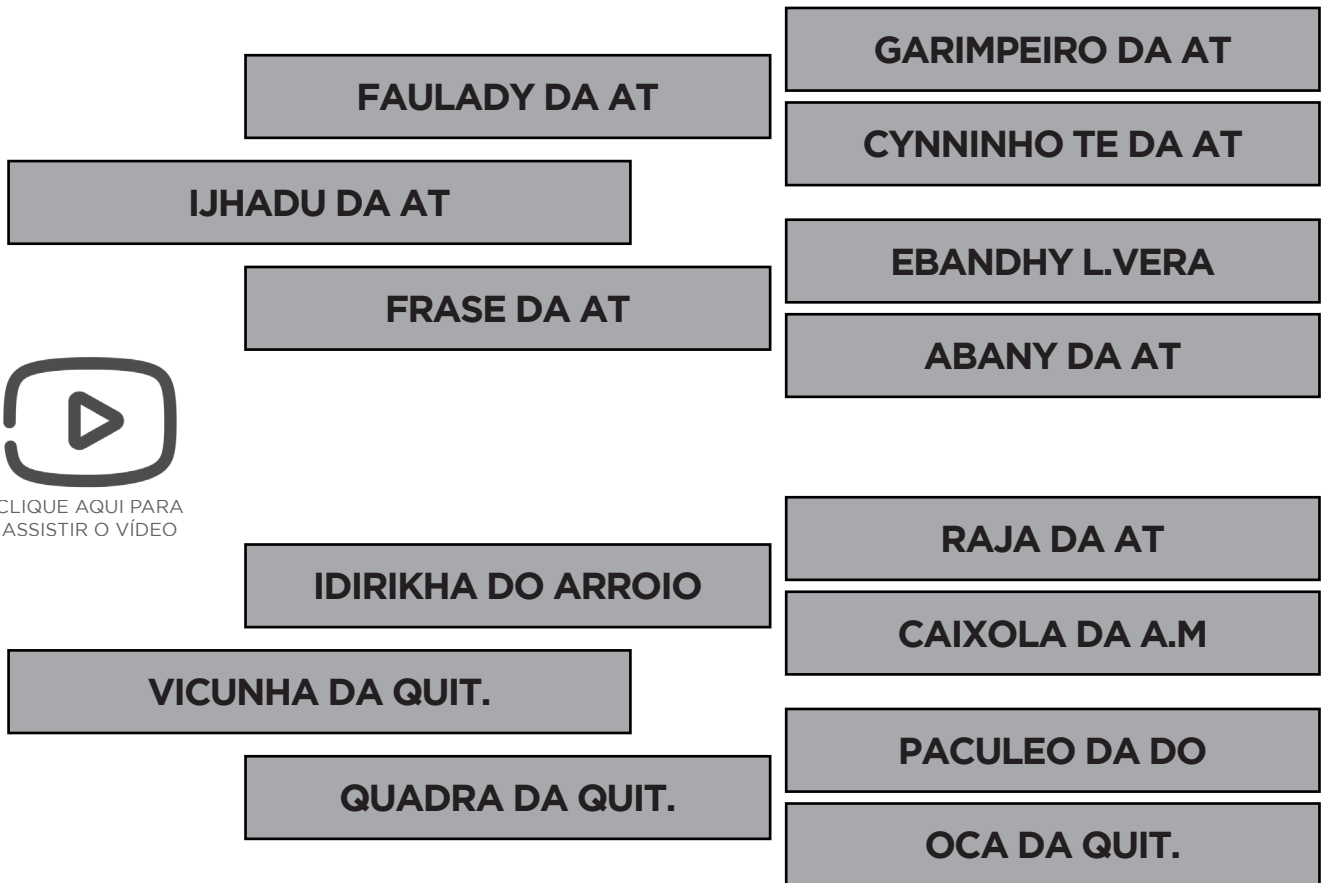 GARIMPEIRO DA AT
FAULADY DA AT
CYNNINHO TE DA AT
IJHADU DA AT
EBANDHY L.VERA
FRASE DA AT
ABANY DA AT
CLIQUE AQUI PARA
ASSISTIR O VÍDEO
RAJA DA AT
IDIRIKHA DO ARROIO
CAIXOLA DA A.M
VICUNHA DA QUIT.
PACULEO DA DO
QUADRA DA QUIT.
OCA DA QUIT.